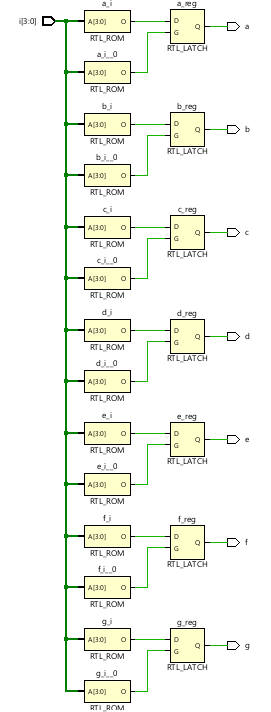 a_i a_reg
i[3:0] A[3:0] O D Q a
RTL_ROM G
a_i__0 RTL_LATCH
A[3:0] O
RTL_ROM
b_i b_reg
A[3:0] O D Q b
RTL_ROM G
b_i__0 RTL_LATCH
A[3:0] O
RTL_ROM
c_i c_reg
A[3:0] O D Q c
RTL_ROM G
c_i__0 RTL_LATCH
A[3:0] O
RTL_ROM
d_i d_reg
A[3:0] O D Q d
RTL_ROM G
d_i__0 RTL_LATCH
A[3:0] O
RTL_ROM
e_i e_reg
A[3:0] O D Q e
RTL_ROM G
e_i__0 RTL_LATCH
A[3:0] O
RTL_ROM
f_i f_reg
A[3:0] O D Q f
RTL_ROM G
f_i__0 RTL_LATCH
A[3:0] O
RTL_ROM
g_i g_reg
A[3:0] O D Q g
RTL_ROM G
g_i__0 RTL_LATCH
A[3:0] O
RTL_ROM